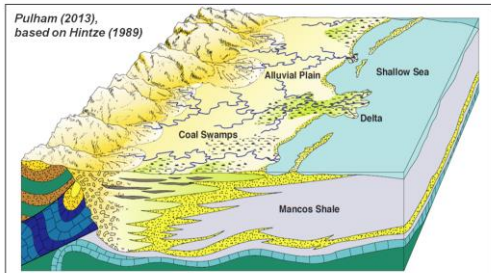 Pulham (2013),
based on Hintze (1989)
Alluvial Plain
Shallow Sea
Coal Swamps
Delta
Mancos Shale